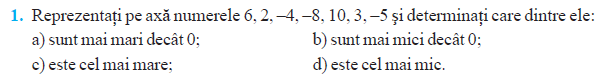 1. Reprezentați pe axă numerele 6, 2, –4, –8, 10, 3, –5 și determinați care dintre ele:
a) sunt mai mari decât 0; b) sunt mai mici decât 0;
c) este cel mai mare; d) este cel mai mic.